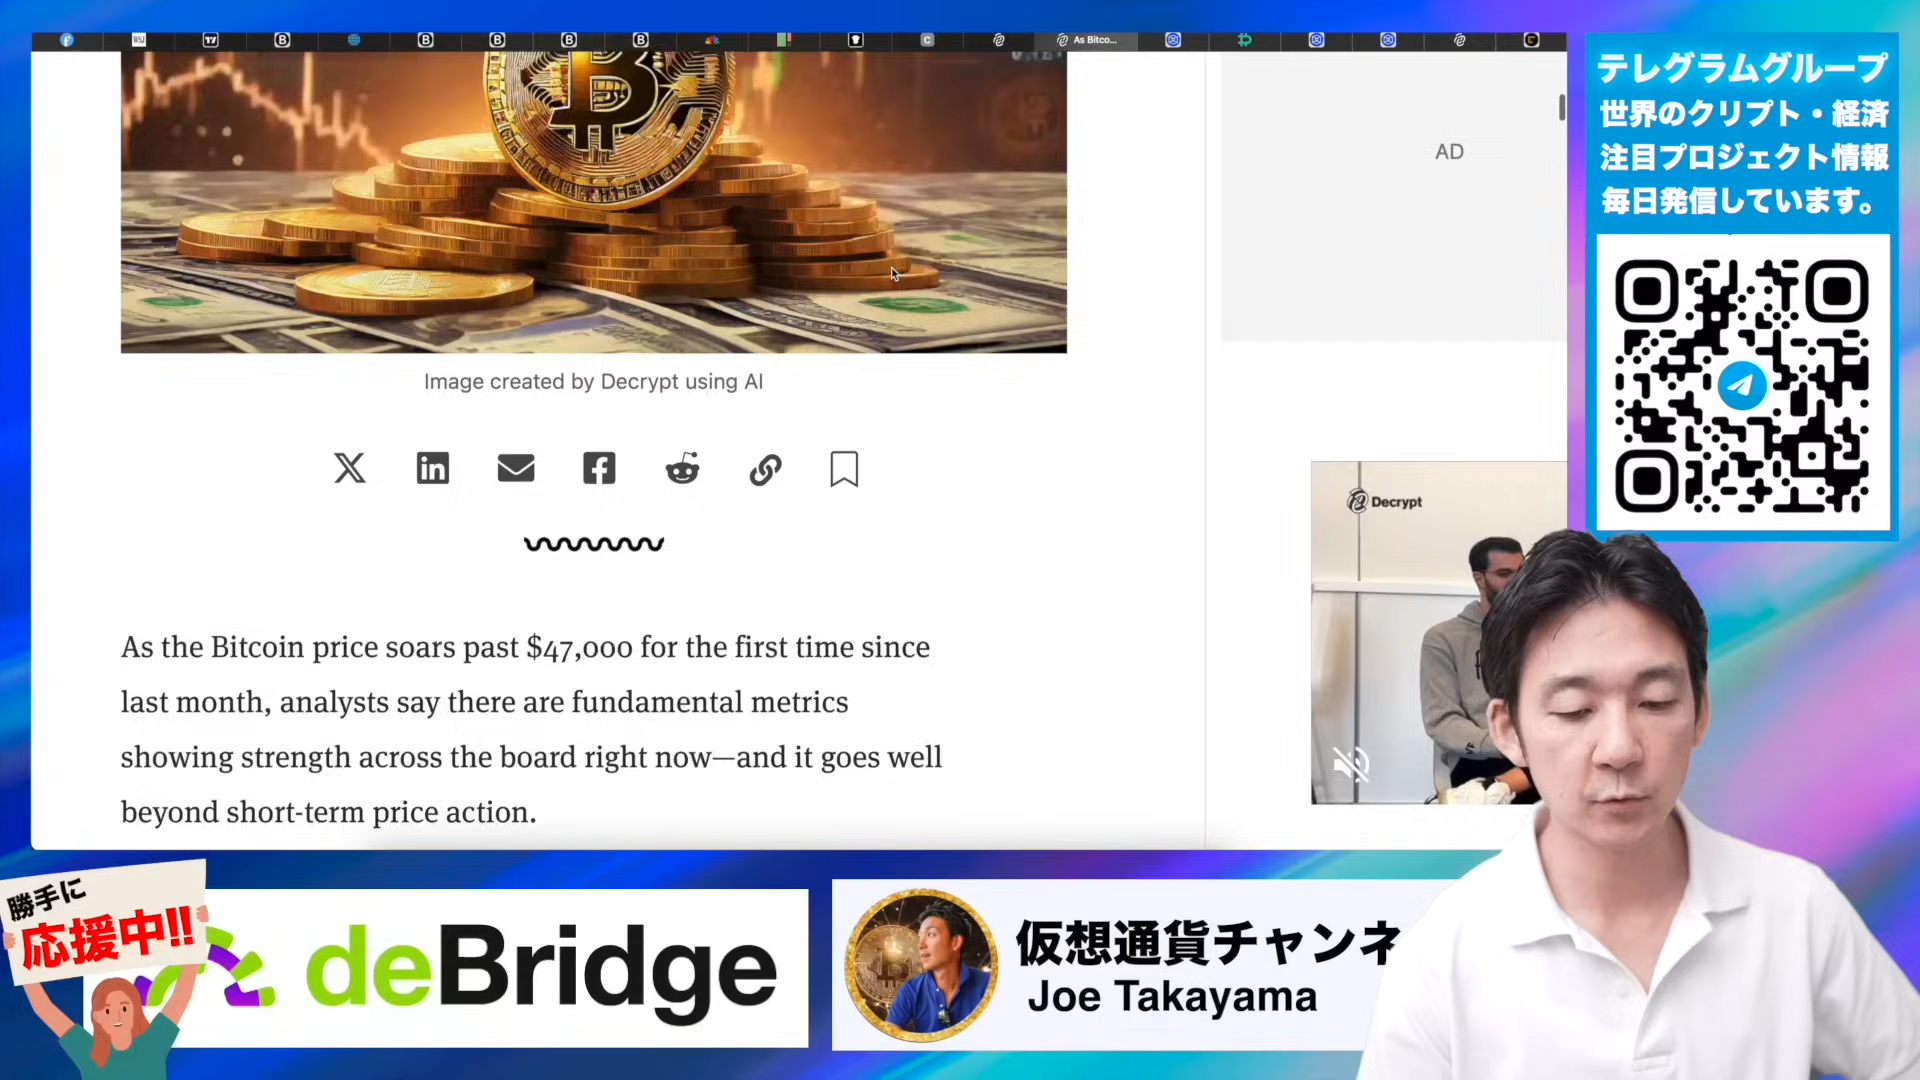 WSJ
As Bitco...
AD
Image created by Decrypt using AI
Decrypt
As the Bitcoin price soars past $47,000 for the first time since
last month, analysts say there are fundamental metrics
showing strength across the board right now—and it goes well
beyond short-term price action.
テレグラムグループ
世界のクリプト・経済
注目プロジェクト情報
毎日発信しています。
勝手に
応援中!!
deBridge
仮想通貨チャンネ
Joe Takayama